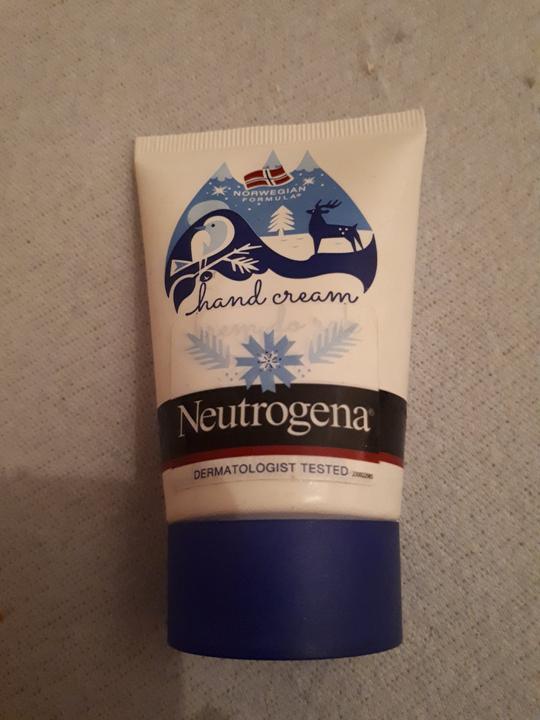 NORWEGIAN
FORMULA®
hand cream
Neutrogena®
DERMATOLOGIST TESTED